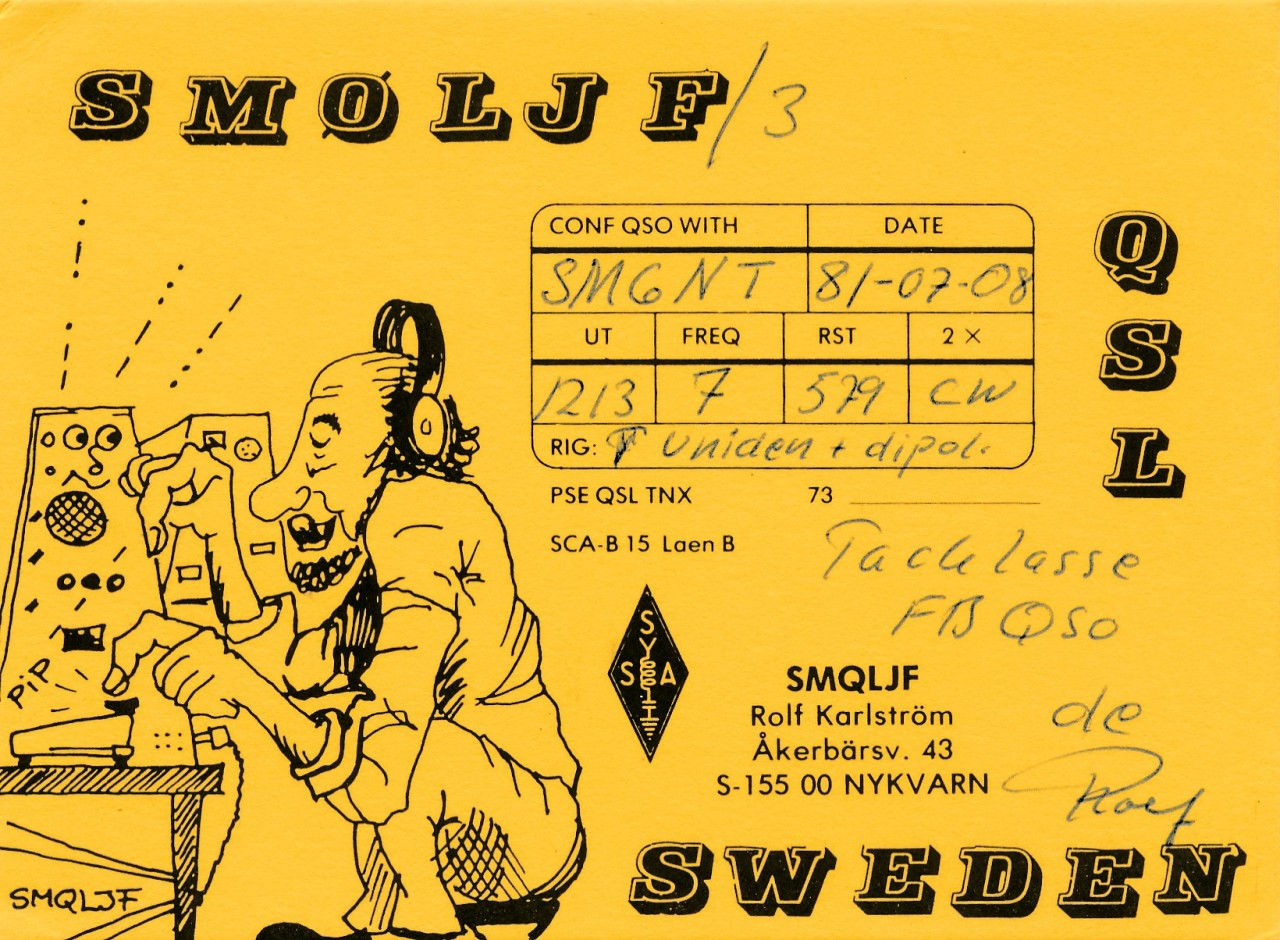 SMØLJF/3
CONF QSO WITH DATE
SM6NT 81-07-08
UT FREQ RST 2 X
1213 7 579 CW
RIG: Uniden + dipol.
PSE QSL TNX 73
SCA-B 15 Laen B
Tack Lasse
FB QSO
de
Rolf
QSL
SSA
SMQLJF
Rolf Karlström
Åkerbärsv. 43
S-155 00 NYKVARN
PIP
SMQLJF
SWEDEN